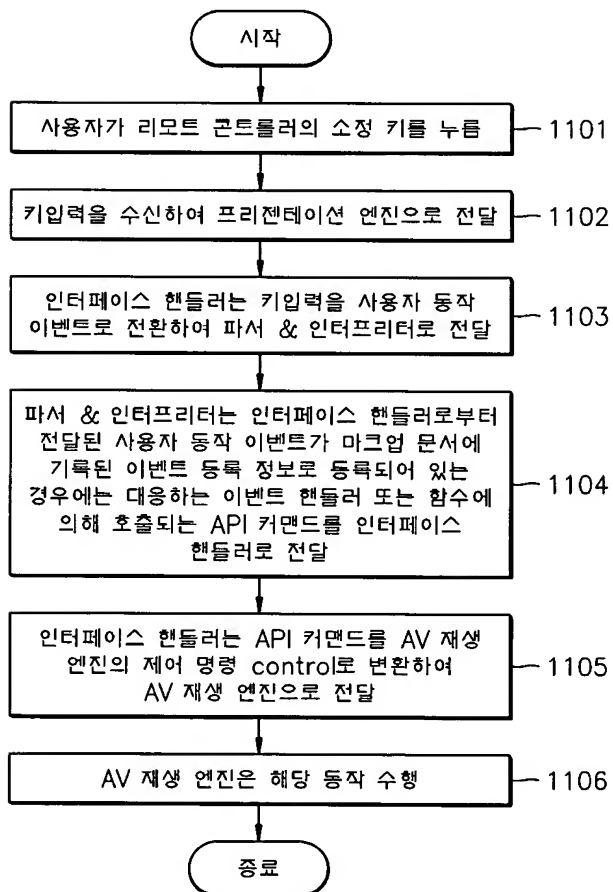 시작
사용자가 리모트 콘트롤러의 소정 키를 누름
1101
키입력을 수신하여 프리젠테이션 엔진으로 전달
1102
인터페이스 핸들러는 키입력을 사용자 동작
이벤트로 전환하여 파서 & 인터프리터로 전달
1103
파서 & 인터프리터는 인터페이스 핸들러로부터
전달된 사용자 동작 이벤트가 마크업 문서에
기록된 이벤트 등록 정보로 등록되어 있는
경우에는 대응하는 이벤트 핸들러 또는 함수에
의해 호출되는 API 커맨드를 인터페이스
핸들러로 전달
1104
인터페이스 핸둘러는 API 커맨드를 AV 재생
엔진의 제어 명령 control로 변환하여
AV 재생 엔진으로 전달
1105
AV 재생 엔진은 해당 동작 수행
1106
종료